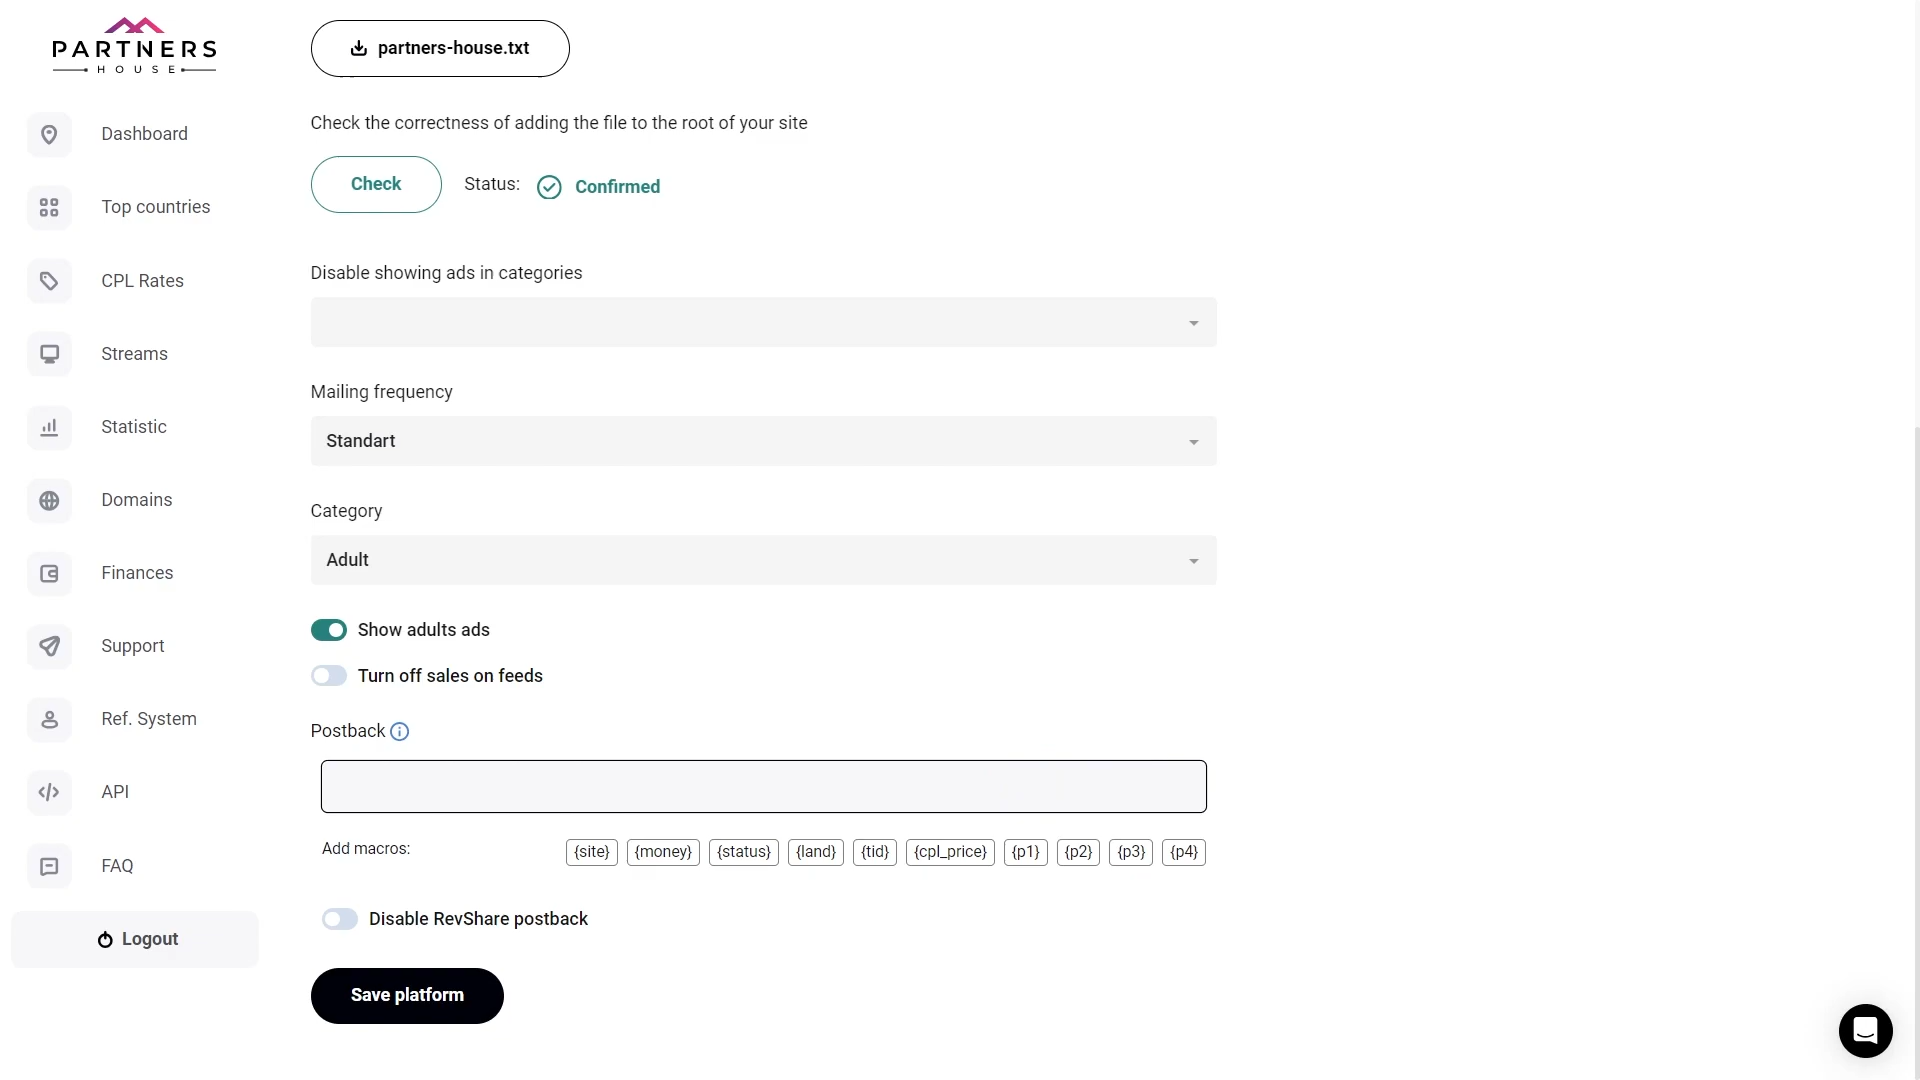 PARTNERS
HOUSE
Dashboard
Top countries
CPL Rates
Streams
Statistic
Domains
Finances
Support
Ref. System
API
FAQ
Logout
partners-house.txt
Check the correctness of adding the file to the root of your site
Check Status: Confirmed
Disable showing ads in categories
Mailing frequency
Standart
Category
Adult
Show adults ads
Turn off sales on feeds
Postback
Add macros: {site} {money} {status} {land} {tid} {cpl_price} {p1} {p2} {p3} {p4}
Disable RevShare postback
Save platform